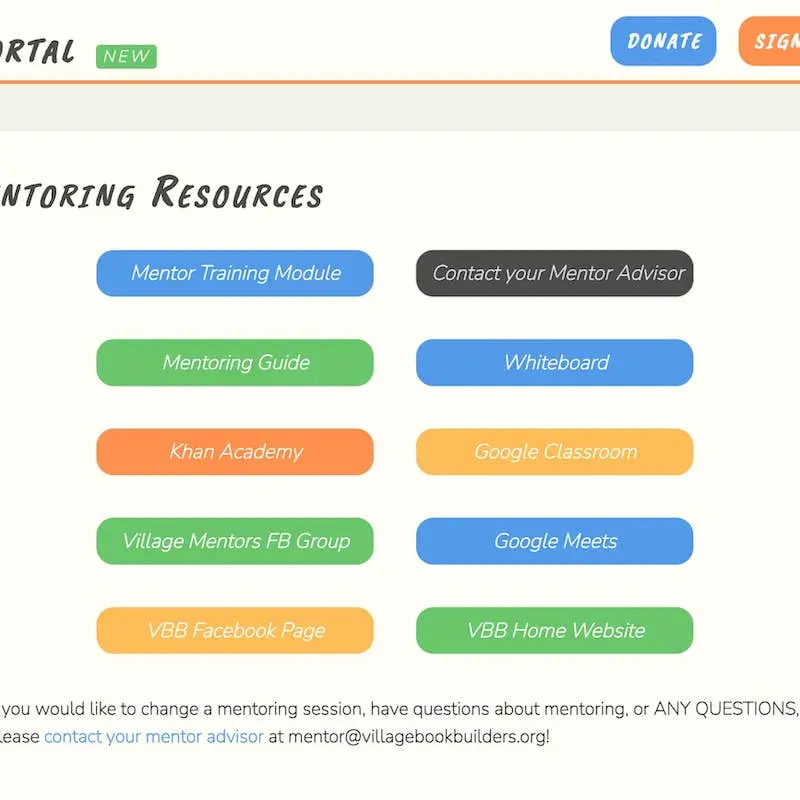 ORTAL NEW DONATE SIGN
NTORING RESOURCES
Mentor Training Module Contact your Mentor Advisor
Mentoring Guide Whiteboard
Khan Academy Google Classroom
Village Mentors FB Group Google Meets
VBB Facebook Page VBB Home Website
you would like to change a mentoring session, have questions about mentoring, or ANY QUESTIONS,
lease contact your mentor advisor at mentor@villagebookbuilders.org!